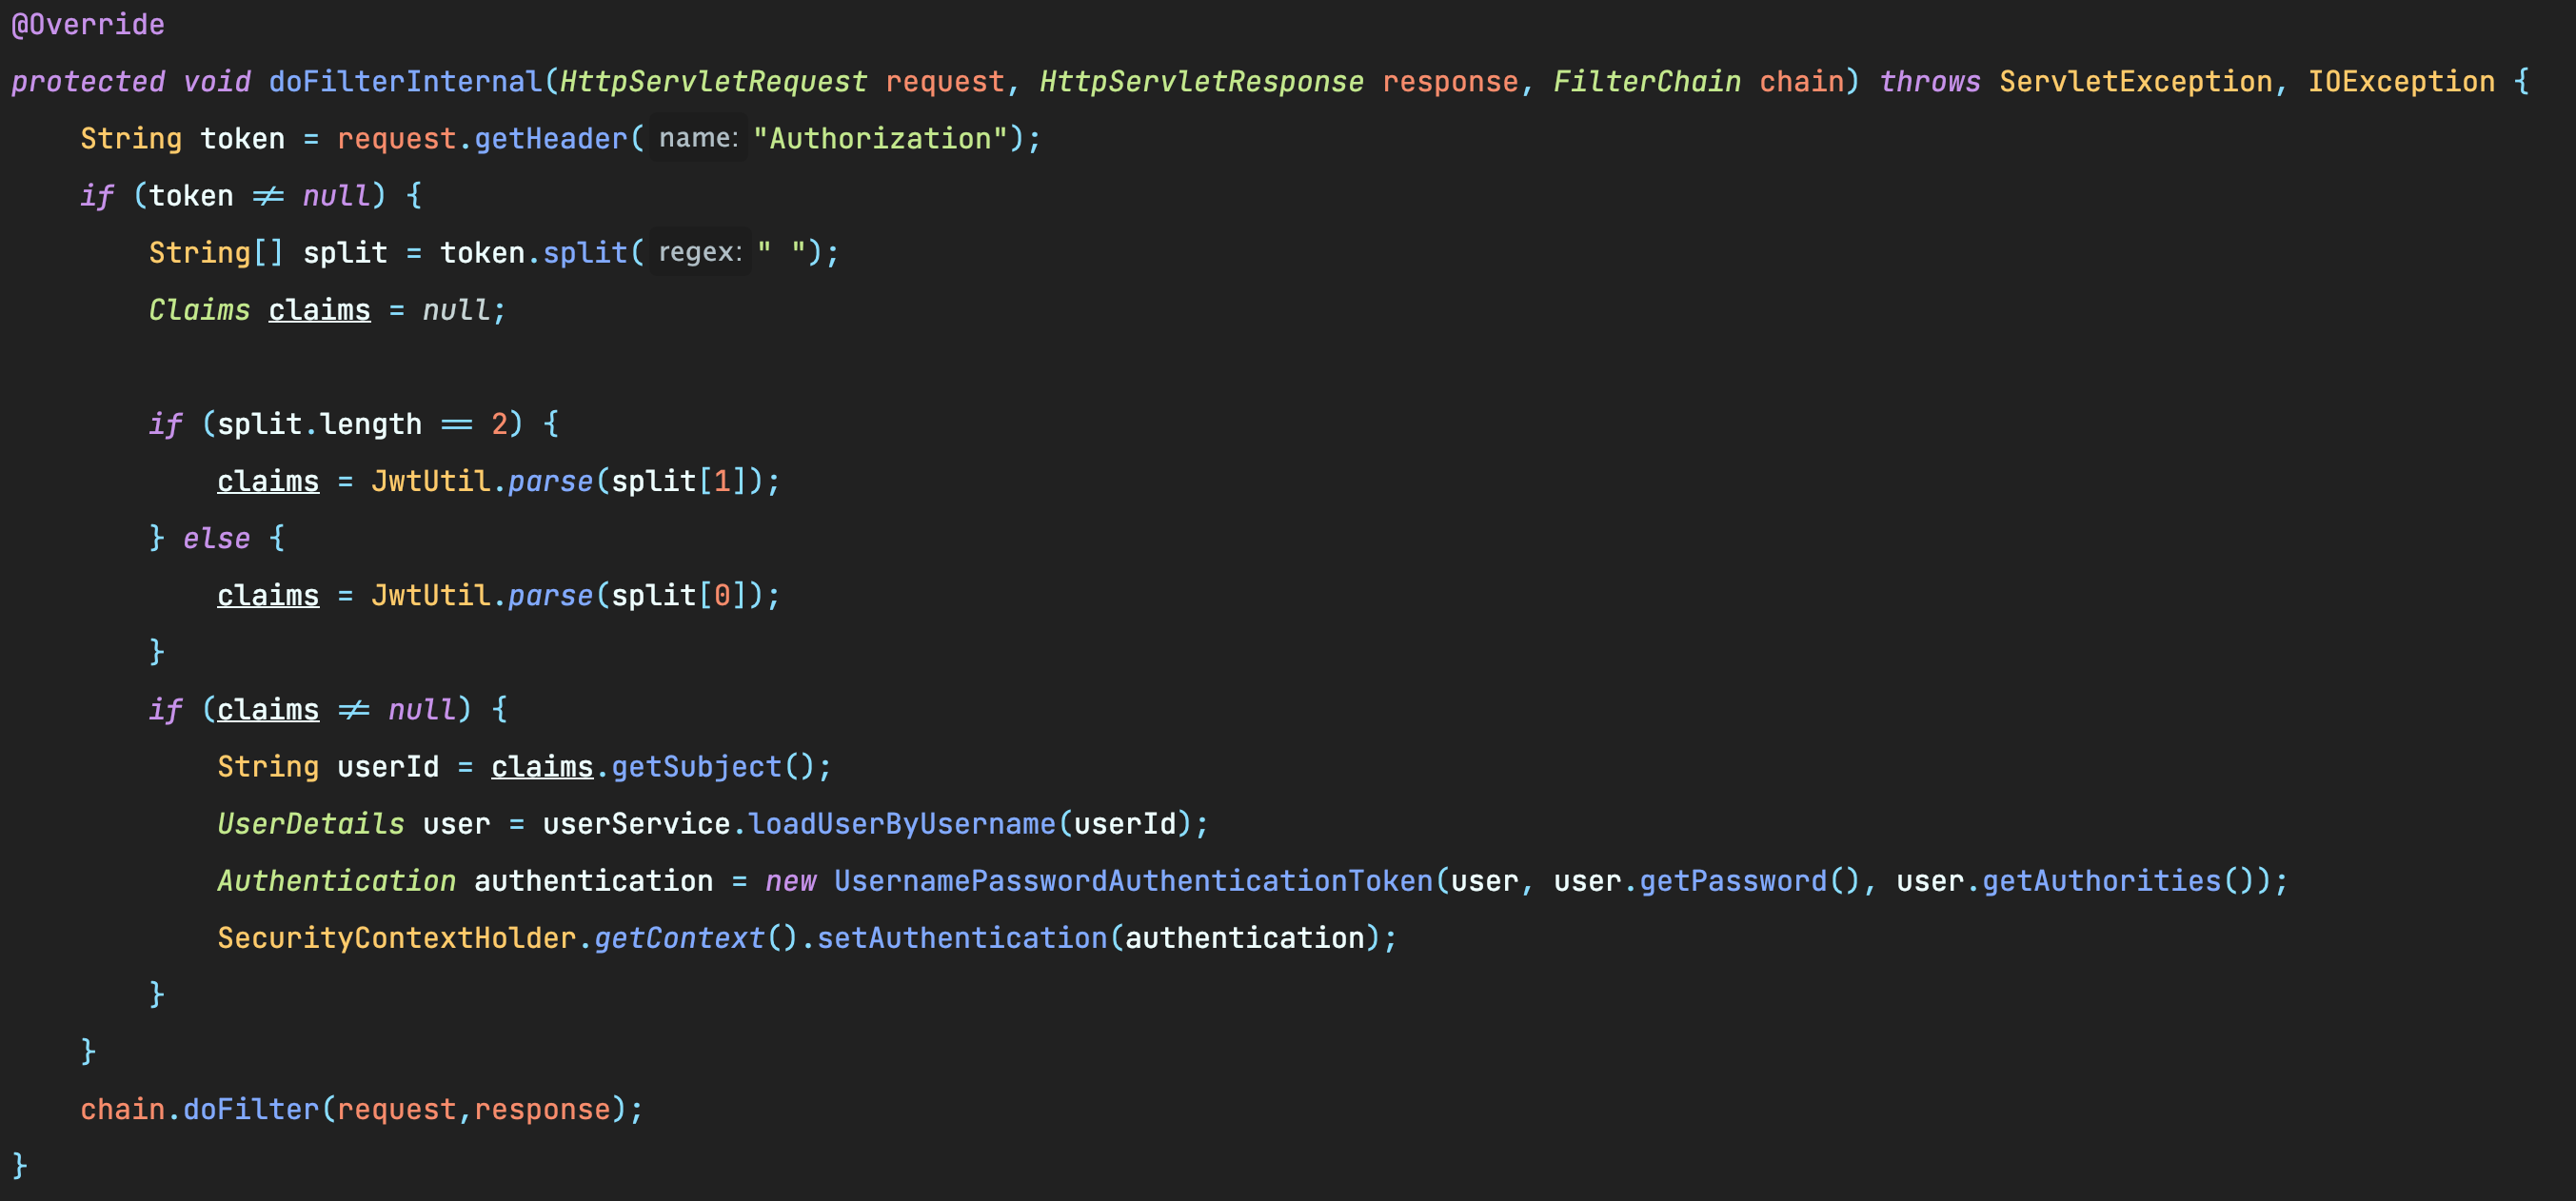 @Override
protected void doFilterInternal(HttpServletRequest request, HttpServletResponse response, FilterChain chain) throws ServletException, IOException {
    String token = request.getHeader( name: "Authorization");
    if (token ≠ null) {
        String[] split = token.split( regex: " ");
        Claims claims = null;

        if (split.length == 2) {
            claims = JwtUtil.parse(split[1]);
        } else {
            claims = JwtUtil.parse(split[0]);
        }
        if (claims ≠ null) {
            String userId = claims.getSubject();
            UserDetails user = userService.loadUserByUsername(userId);
            Authentication authentication = new UsernamePasswordAuthenticationToken(user, user.getPassword(), user.getAuthorities());
            SecurityContextHolder.getContext().setAuthentication(authentication);
        }
    }
    chain.doFilter(request,response);
}